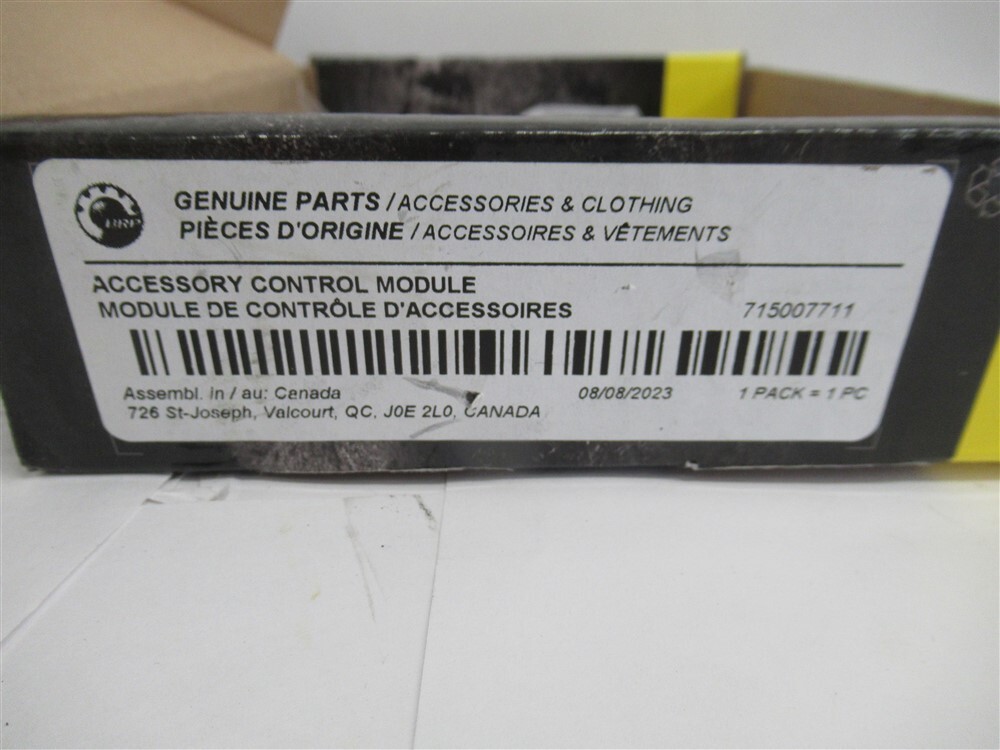 BRP
GENUINE PARTS / ACCESSORIES & CLOTHING
PIÈCES D'ORIGINE / ACCESSOIRES & VÊTEMENTS
ACCESSORY CONTROL MODULE
MODULE DE CONTRÔLE D'ACCESSOIRES 715007711
Assembl. in / au: Canada 08/08/2023 1 PACK = 1 PC
726 St-Joseph, Valcourt, QC, J0E 2L0, CANADA